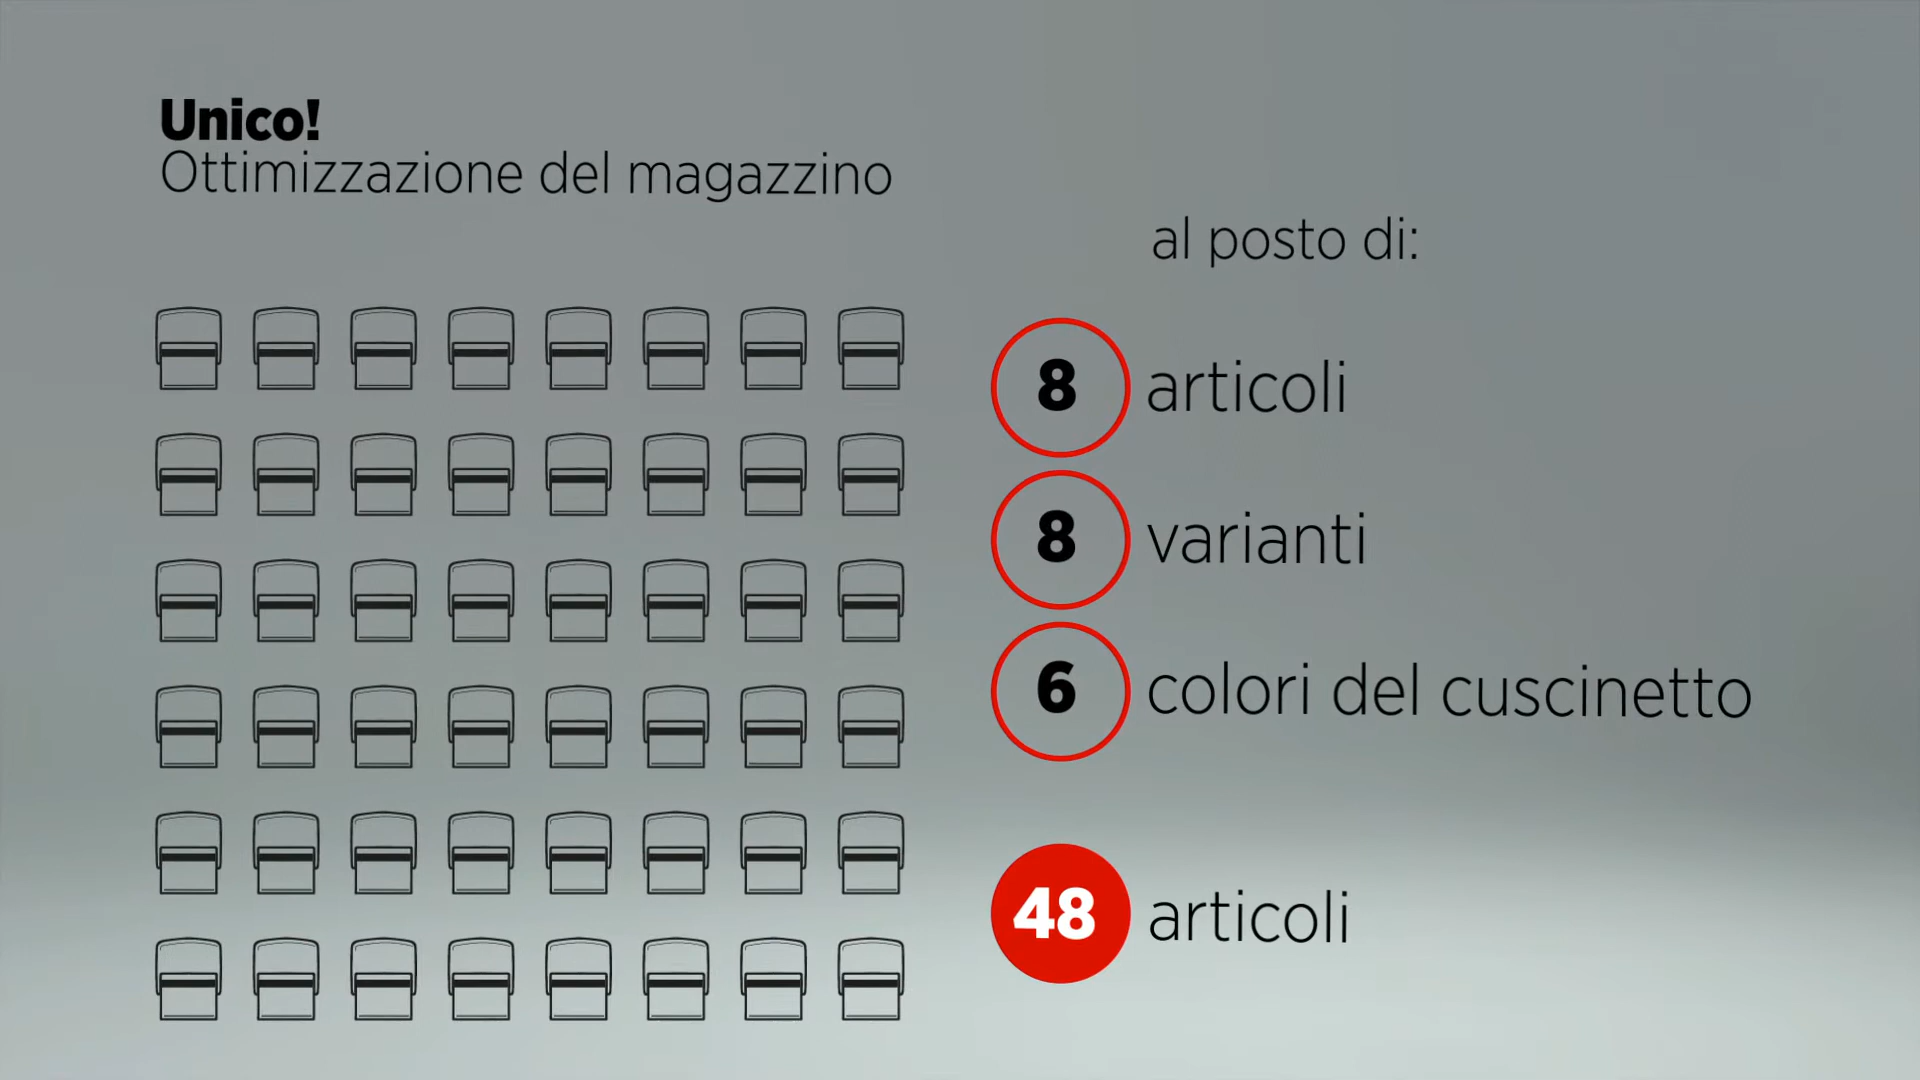 Unico!
Ottimizzazione del magazzino
al posto di:
8 articoli
8 varianti
6 colori del cuscinetto
48 articoli